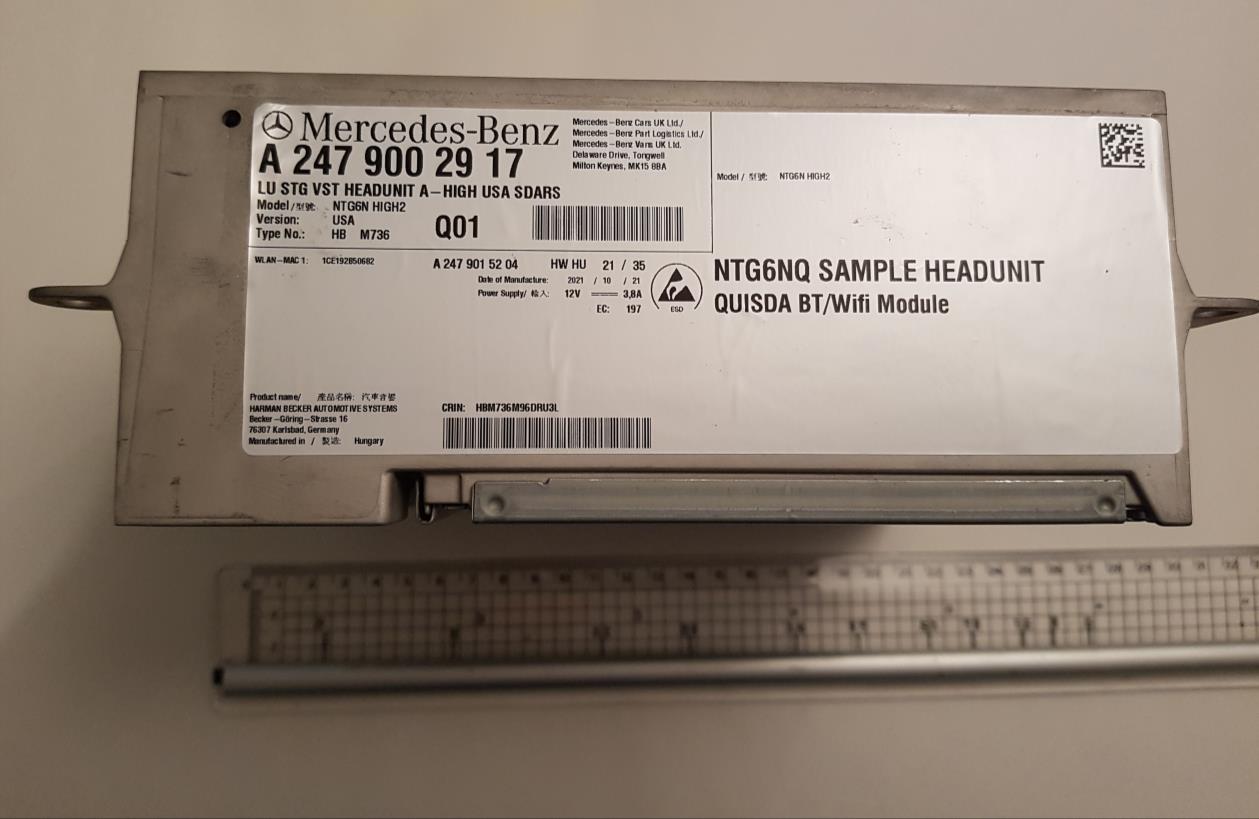 Mercedes-Benz
A 247 900 29 17
LU STG VST HEADUNIT A-HIGH USA SDARS
Model/型號: NTG6N HIGH2
Version: USA
Type No.: HB M736
Q01
Mercedes-Benz Cars UK Ltd./
Mercedes-Benz Part Logistics Ltd./
Mercedes-Benz Vans UK Ltd.
Delaware Drive, Tongwell
Milton Keynes, MK15 8BA
Model / 型號: NTG6N HIGH2
WLAN-MAC 1: 1CE192850682
A 247 901 52 04 HW HU 21 / 35
Date of Manufacture: 2021 / 10 / 21
Power Supply/ 輸入: 12V 3,8A
EC: 197
ESD
NTG6NQ SAMPLE HEADUNIT
QUISDA BT/Wifi Module
Product name/ 產品名稱: 汽車音響
HARMAN BECKER AUTOMOTIVE SYSTEMS
Becker-Göring-Strasse 16
76307 Karlsbad, Germany
Manufactured in / 製造: Hungary
CRIN: HBM736M96DRU3L